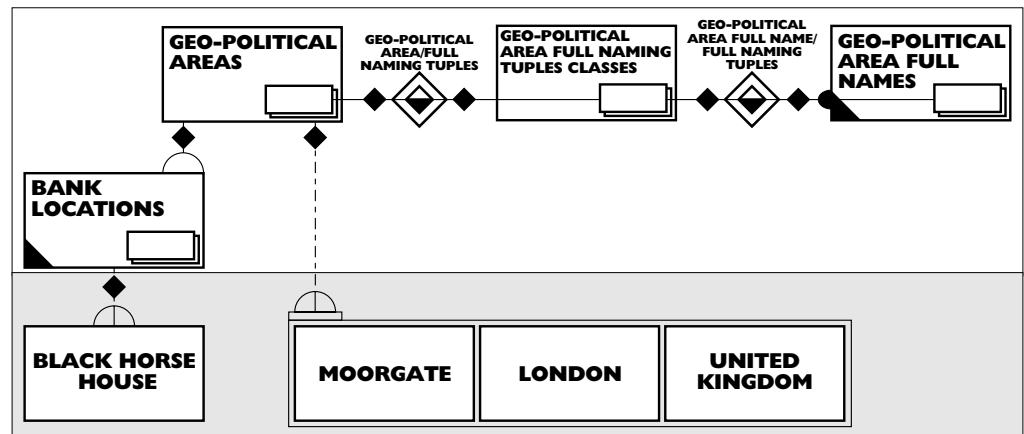 GEO-POLITICAL
AREAS
GEO-POLITICAL
AREA/FULL
NAMING TUPLES
GEO-POLITICAL
AREA FULL NAMING
TUPLES CLASSES
GEO-POLITICAL
AREA FULL NAME/
FULL NAMING
TUPLES
GEO-POLITICAL
AREA FULL
NAMES
BANK
LOCATIONS
BLACK HORSE
HOUSE
MOORGATE
LONDON
UNITED
KINGDOM